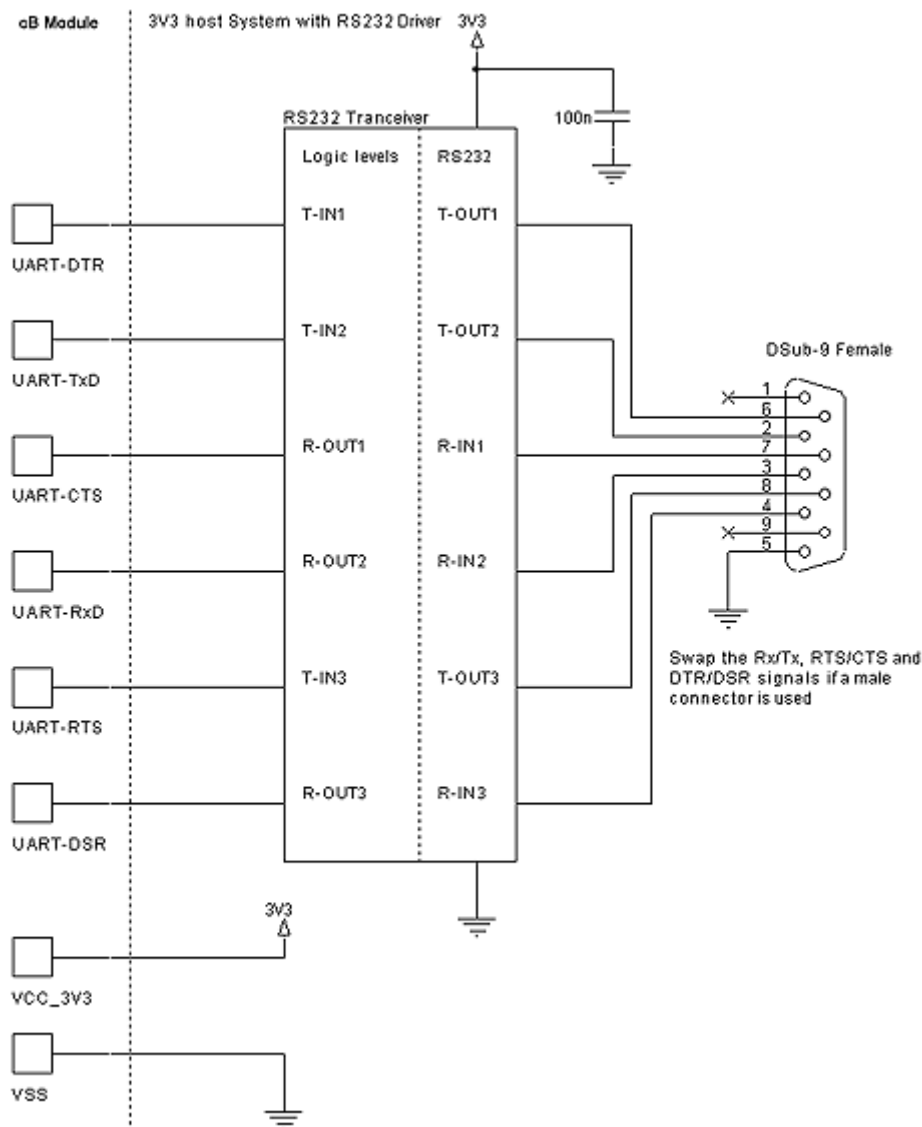 cB Module
3V3 host System with RS232 Driver
3V3
100n
RS232 Tranceiver
Logic levels
RS232
T-IN1
T-OUT1
UART-DTR
T-IN2
T-OUT2
UART-TxD
DSub-9 Female
1
6
2
7
3
8
4
9
5
R-OUT1
R-IN1
UART-CTS
R-OUT2
R-IN2
UART-RxD
Swap the Rx/Tx, RTS/CTS and
DTR/DSR signals if a male
connector is used
T-IN3
T-OUT3
UART-RTS
R-OUT3
R-IN3
UART-DSR
3V3
VCC_3V3
VSS